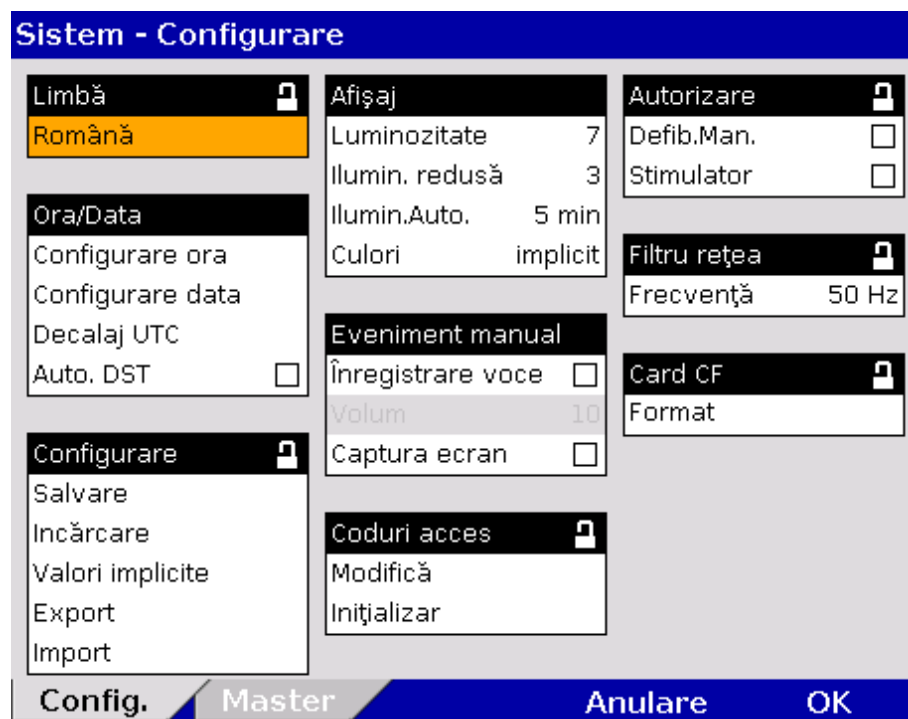 Sistem - Configurare
Limbă
Română
Ora/Data
Configurare ora
Configurare data
Decalaj UTC
Auto. DST
Configurare
Salvare
Incărcare
Valori implicite
Export
Import
Afişaj
Luminozitate 7
Ilumin. redusă 3
Ilumin.Auto. 5 min
Culori implicit
Eveniment manual
Înregistrare voce
Volum 10
Captura ecran
Coduri acces
Modifică
Iniţializar
Autorizare
Defib.Man.
Stimulator
Filtru reţea
Frecvenţă 50 Hz
Card CF
Format
Config. Master Anulare OK